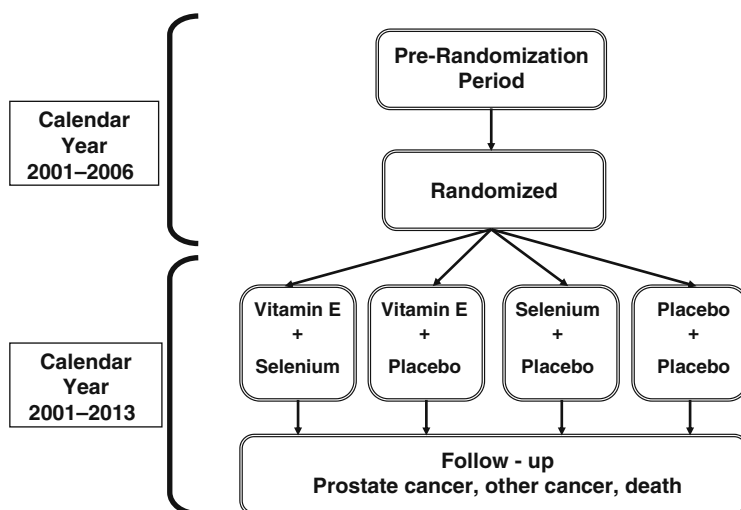 Pre-Randomization
Period
Calendar
Year
2001–2006
Randomized
Vitamin E
+
Selenium
Vitamin E
+
Placebo
Selenium
+
Placebo
Placebo
+
Placebo
Calendar
Year
2001–2013
Follow - up
Prostate cancer, other cancer, death